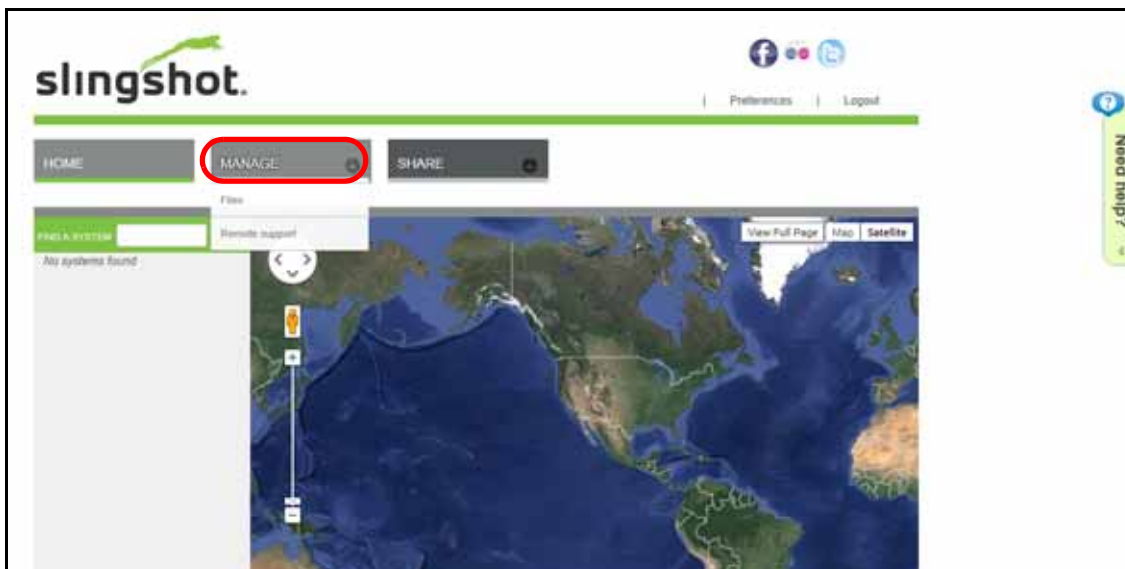 slingshot.
| Preferences | Logout
HOME
MANAGE
SHARE
Files
FIND A SYSTEM
Remote support
No systems found
View Full Page
Map
Satellite
Need help?